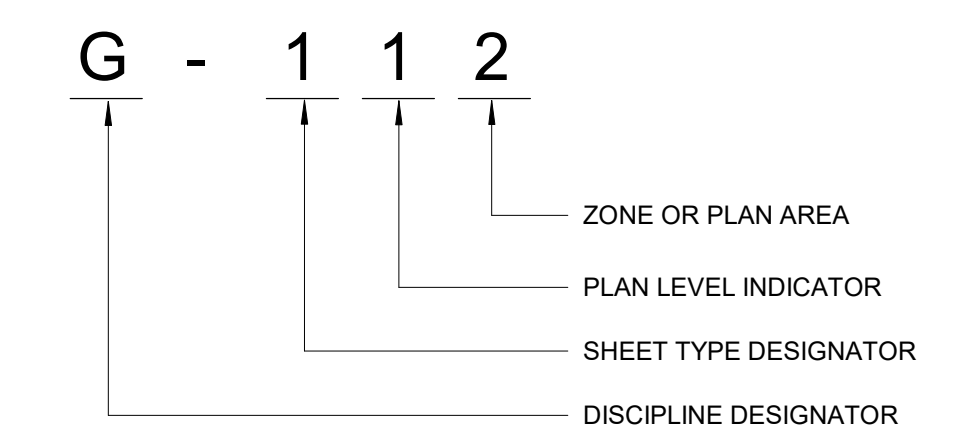 G - 1 1 2
ZONE OR PLAN AREA
PLAN LEVEL INDICATOR
SHEET TYPE DESIGNATOR
DISCIPLINE DESIGNATOR